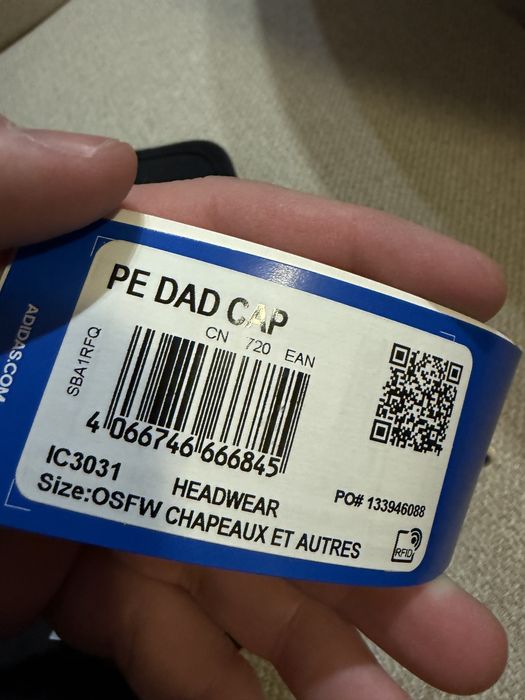 PE DAD CAP
CN 720 EAN
SBA1RFQ
4 066746 666845
IC3031
HEADWEAR
PO# 133946088
Size:OSFW CHAPEAUX ET AUTRES
RFID
ADIDAS.COM